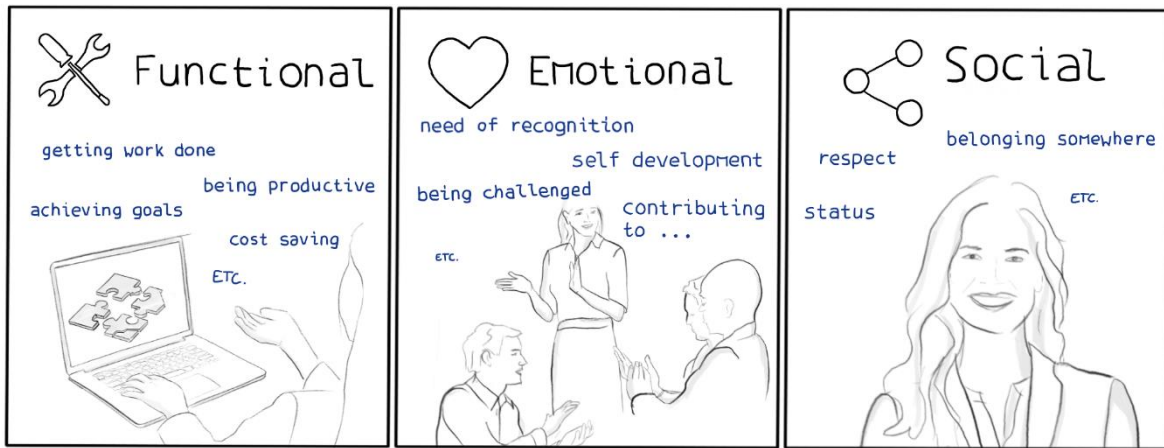 Functional
getting work done
being productive
achieving goals
cost saving
ETC.
Emotional
need of recognition
self development
being challenged
contributing
to ...
ETC.
Social
belonging somewhere
respect
ETC.
status